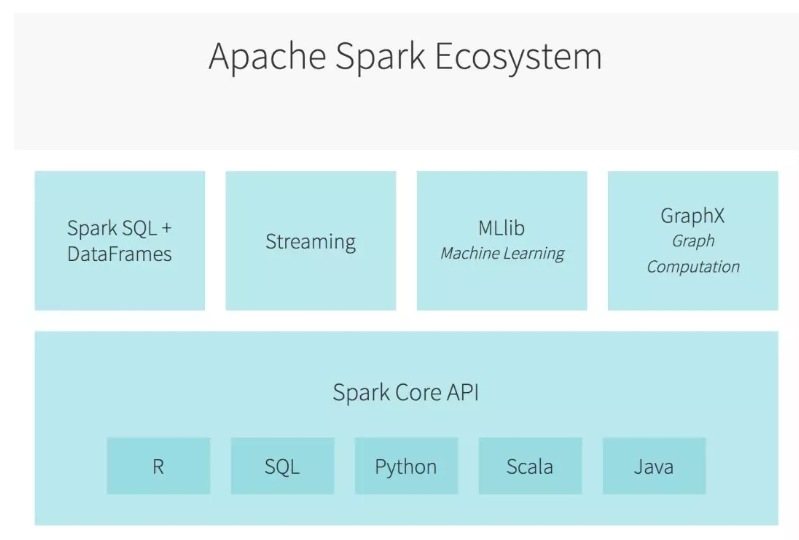 Apache Spark Ecosystem
Spark SQL +
DataFrames
Streaming
MLlib
Machine Learning
GraphX
Graph
Computation
Spark Core API
R
SQL
Python
Scala
Java